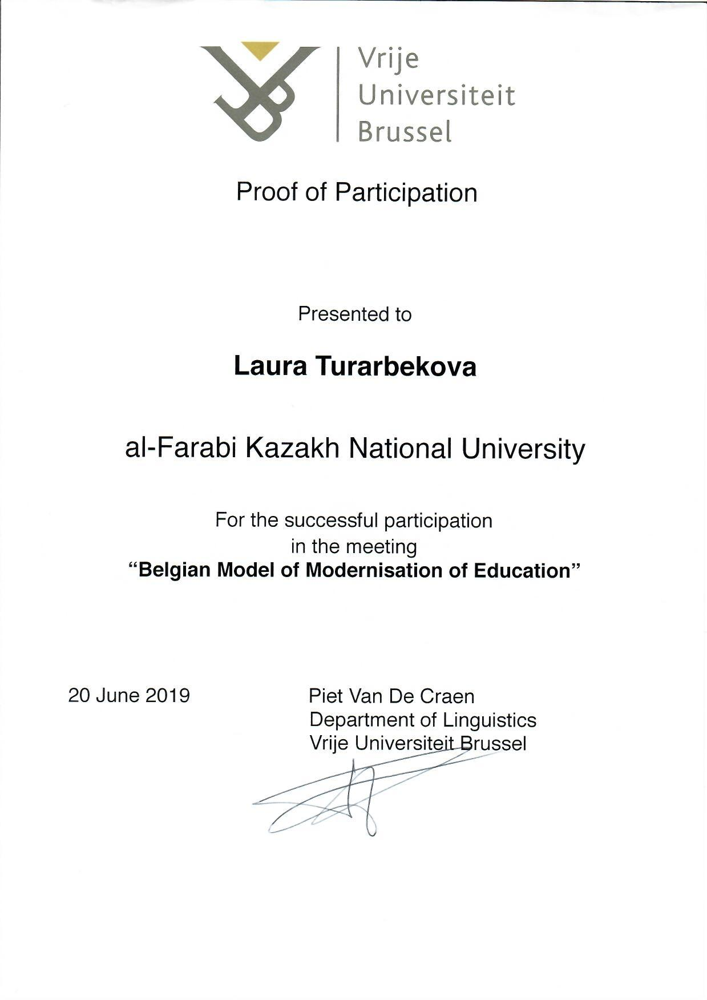 Vrije
Universiteit
Brussel
Proof of Participation
Presented to
Laura Turarbekova
al-Farabi Kazakh National University
For the successful participation
in the meeting
“Belgian Model of Modernisation of Education”
20 June 2019
Piet Van De Craen
Department of Linguistics
Vrije Universiteit Brussel